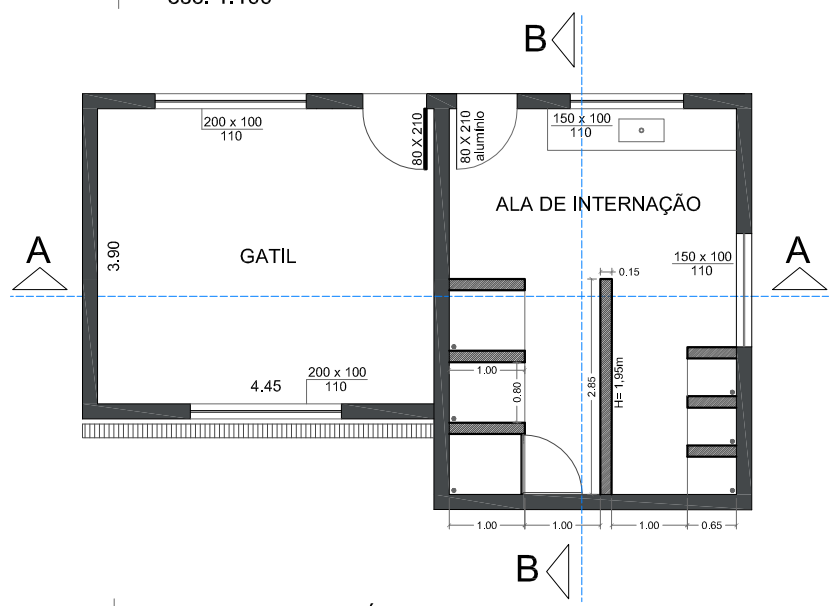 B
200 x 100
110
80 X 210
80 X 210
alumínio
150 x 100
110
ALA DE INTERNAÇÃO
A
3.90
GATIL
150 x 100
110
A
0.15
1.00
0.80
2.85
H= 1,95m
4.45
200 x 100
110
1.00
1.00
1.00
0.65
B